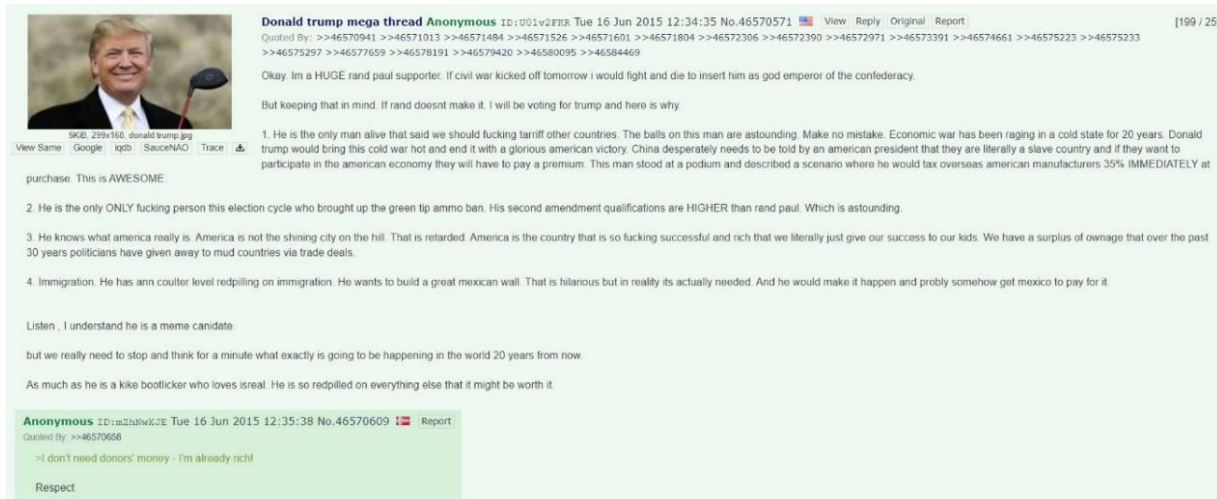 Donald trump mega thread Anonymous ID:U01v2FKR Tue 16 Jun 2015 12:34:35 No.46570571 View Reply Original Report [199 / 25
Quoted By: >>46570941 >>46571013 >>46571484 >>46571526 >>46571601 >>46571804 >>46572306 >>46572390 >>46572971 >>46573391 >>46574661 >>46575223 >>46575233
>>46575297 >>46577659 >>46578191 >>46579420 >>46580095 >>46584469
Okay. Im a HUGE rand paul supporter. If civil war kicked off tomorrow i would fight and die to insert him as god emperor of the confederacy.
But keeping that in mind. If rand doesnt make it. I will be voting for trump and here is why.
5KiB, 299x168, donald trump.jpg
View Same Google iqdb SauceNAO Trace
1. He is the only man alive that said we should fucking tarriff other countries. The balls on this man are astounding. Make no mistake. Economic war has been raging in a cold state for 20 years. Donald
trump would bring this cold war hot and end it with a glorious american victory. China desperately needs to be told by an american president that they are literally a slave country and if they want to
participate in the american economy they will have to pay a premium. This man stood at a podium and described a scenario where he would tax overseas american manufacturers 35% IMMEDIATELY at
purchase. This is AWESOME.
2. He is the only ONLY fucking person this election cycle who brought up the green tip ammo ban. His second amendment qualifications are HIGHER than rand paul. Which is astounding.
3. He knows what america really is. America is not the shining city on the hill. That is retarded. America is the country that is so fucking successful and rich that we literally just give our success to our kids. We have a surplus of ownage that over the past
30 years politicians have given away to mud countries via trade deals.
4. Immigration. He has ann coulter level redpilling on immigration. He wants to build a great mexican wall. That is hilarious but in reality its actually needed. And he would make it happen and probly somehow get mexico to pay for it.
Listen , I understand he is a meme canidate.
but we really need to stop and think for a minute what exactly is going to be happening in the world 20 years from now.
As much as he is a kike bootlicker who loves isreal. He is so redpilled on everything else that it might be worth it.
Anonymous ID:mZhNwXJE Tue 16 Jun 2015 12:35:38 No.46570609 Report
Quoted By: >>46570658
>I don't need donors' money - I'm already rich!
Respect